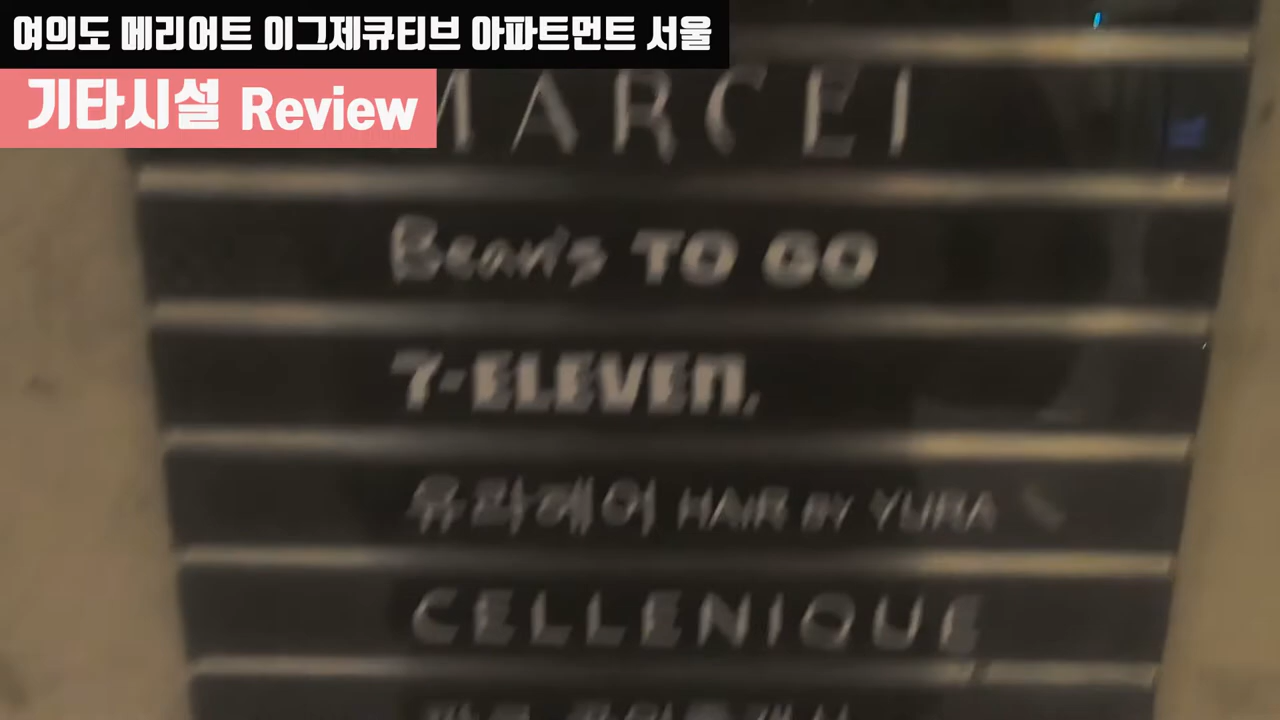 여의도 메리어트 이그제큐티브 아파트먼트 서울
기타시설 Review
Bean's TO GO
7-ELEVEN.
유라헤어 HAIR BY YURA
CELLENIQUE